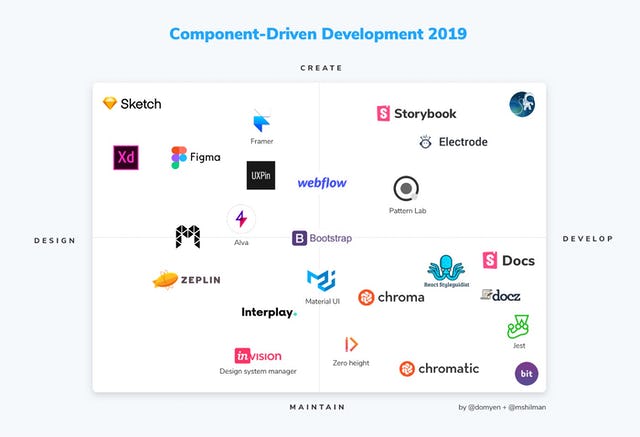 Component-Driven Development 2019
CREATE
Sketch
Storybook
Framer
Electrode
Xd
Figma
UXPin
webflow
Pattern Lab
Alva
Bootstrap
DESIGN
DEVELOP
Docs
ZEPLIN
React Styleguidist
Material UI
chroma
docz
Interplay.
Jest
invision
Design system manager
Zero height
chromatic
bit
MAINTAIN
by @domyen + @mshilman